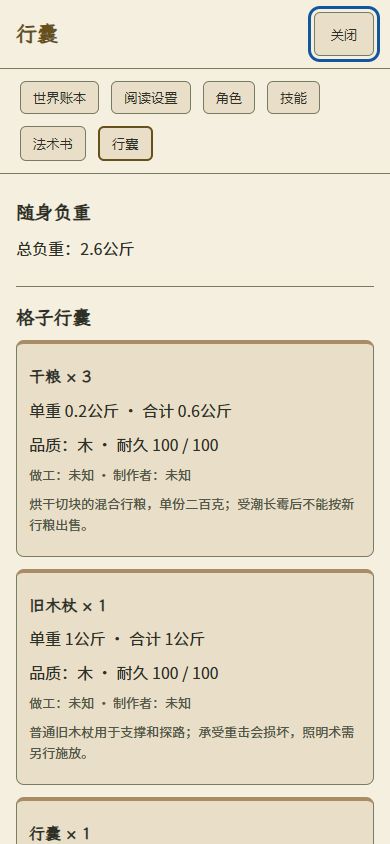 行囊
关闭
世界账本 阅读设置 角色 技能
法术书 行囊
随身负重
总负重：2.6公斤
格子行囊
干粮 × 3
单重 0.2公斤 · 合计 0.6公斤
品质：木 · 耐久 100 / 100
做工：未知 · 制作者：未知
烘干切块的混合行粮，单份二百克；受潮长霉后不能按新
行粮出售。
旧木杖 × 1
单重 1公斤 · 合计 1公斤
品质：木 · 耐久 100 / 100
做工：未知 · 制作者：未知
普通旧木杖用于支撑和探路；承受重击会损坏，照明术需
另行施放。
行囊 × 1